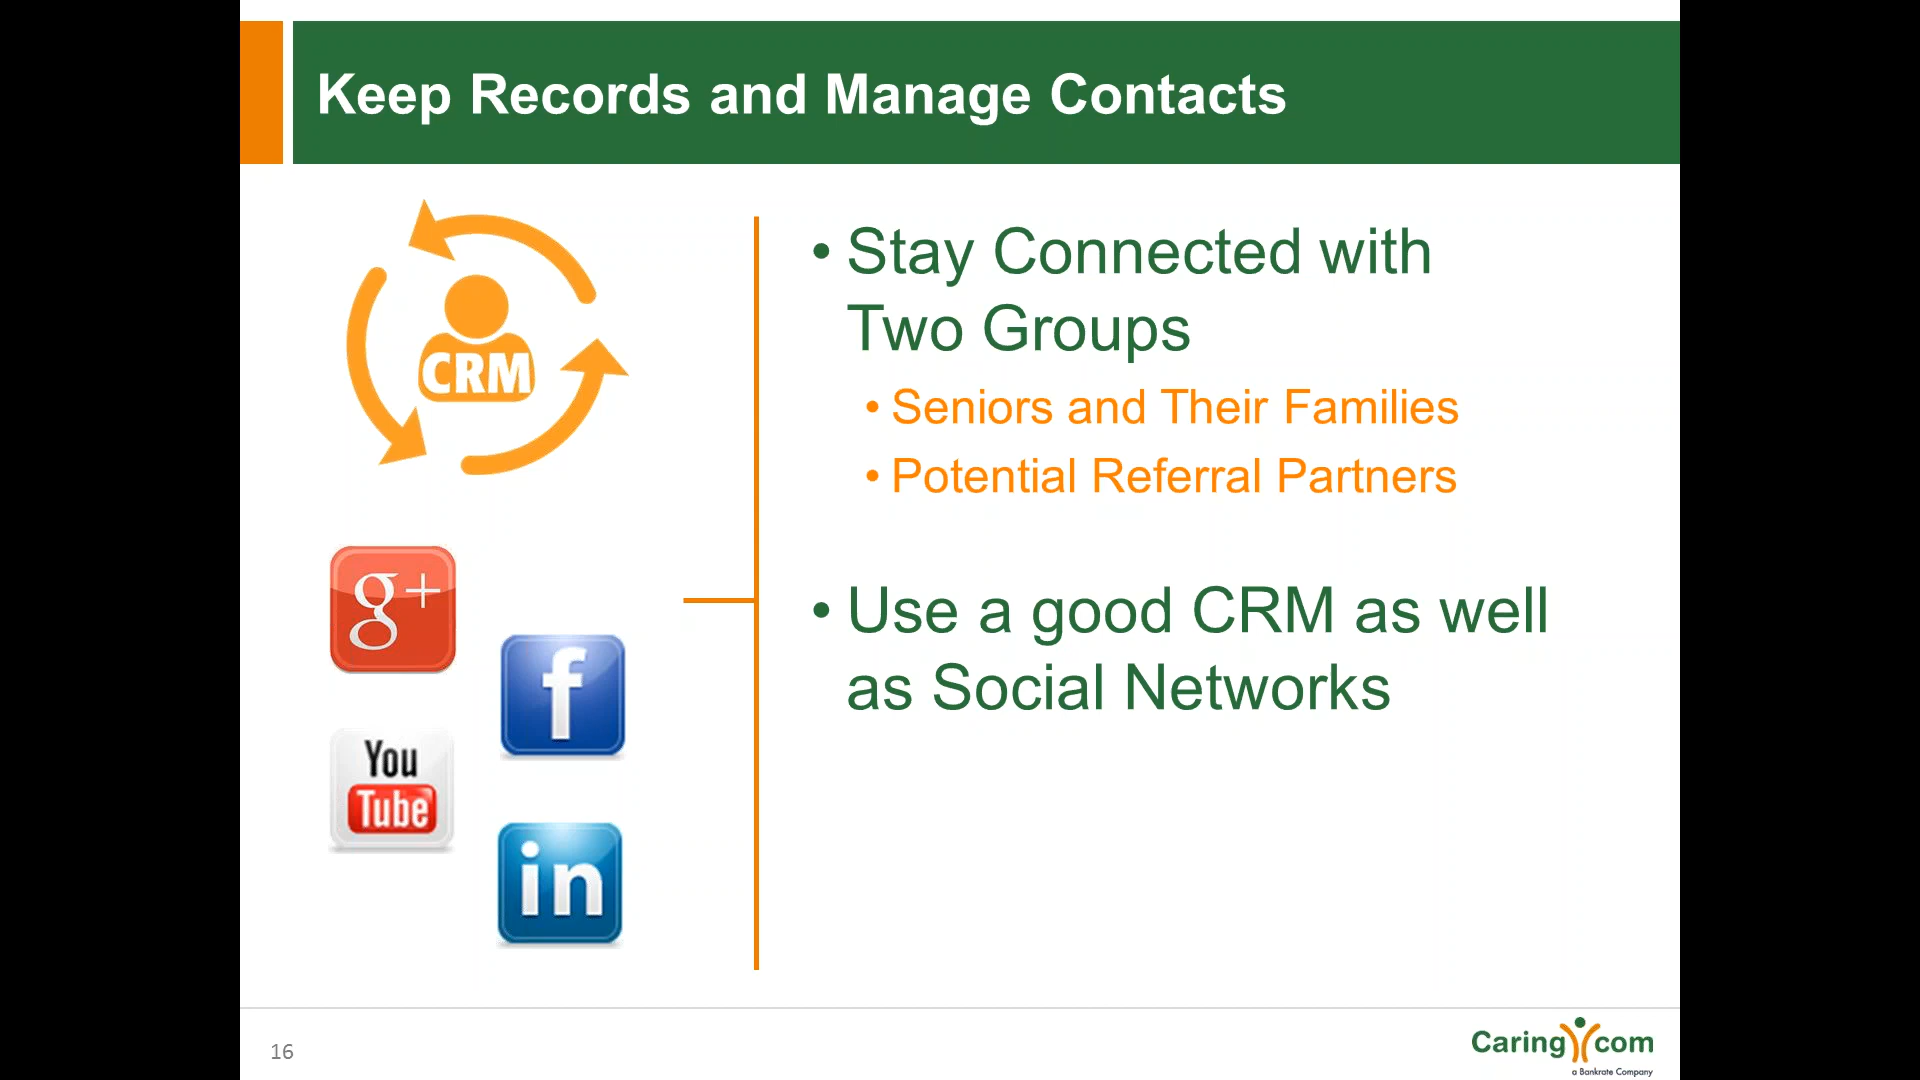 Keep Records and Manage Contacts
CRM
• Stay Connected with
Two Groups
• Seniors and Their Families
• Potential Referral Partners
• Use a good CRM as well
as Social Networks
g+
f
You
Tube
in
16
Caring com
a Bankrate Company